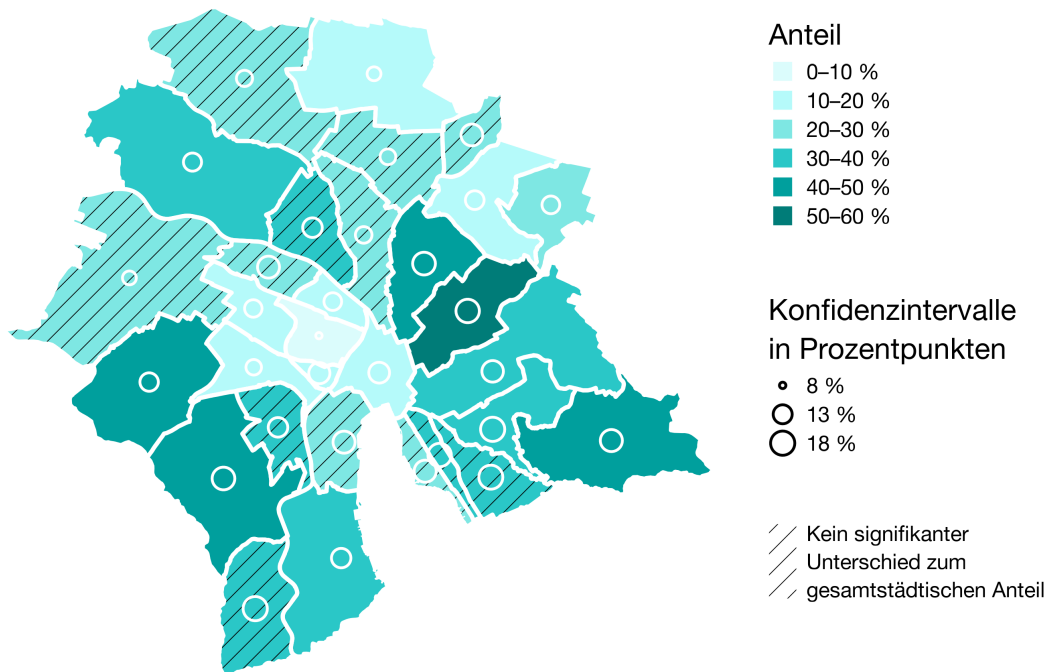 Anteil
0–10 %
10–20 %
20–30 %
30–40 %
40–50 %
50–60 %
Konfidenzintervalle
in Prozentpunkten
8 %
13 %
18 %
Kein signifikanter
Unterschied zum
gesamtstädtischen Anteil